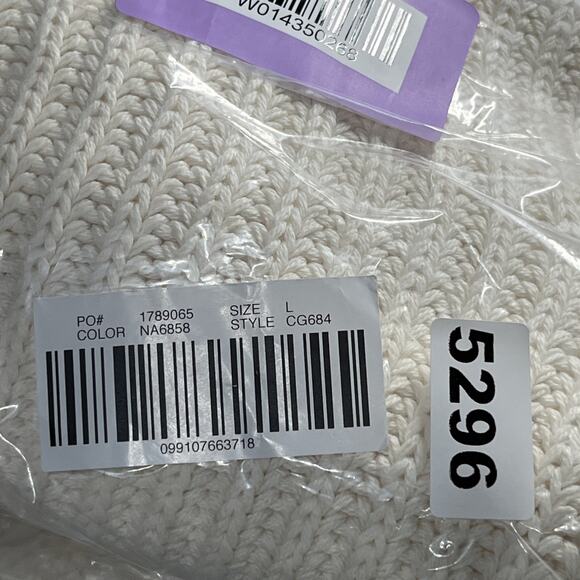 W014350268
PO# 1789065 SIZE L
COLOR NA6858 STYLE CG684
099107663718
5296